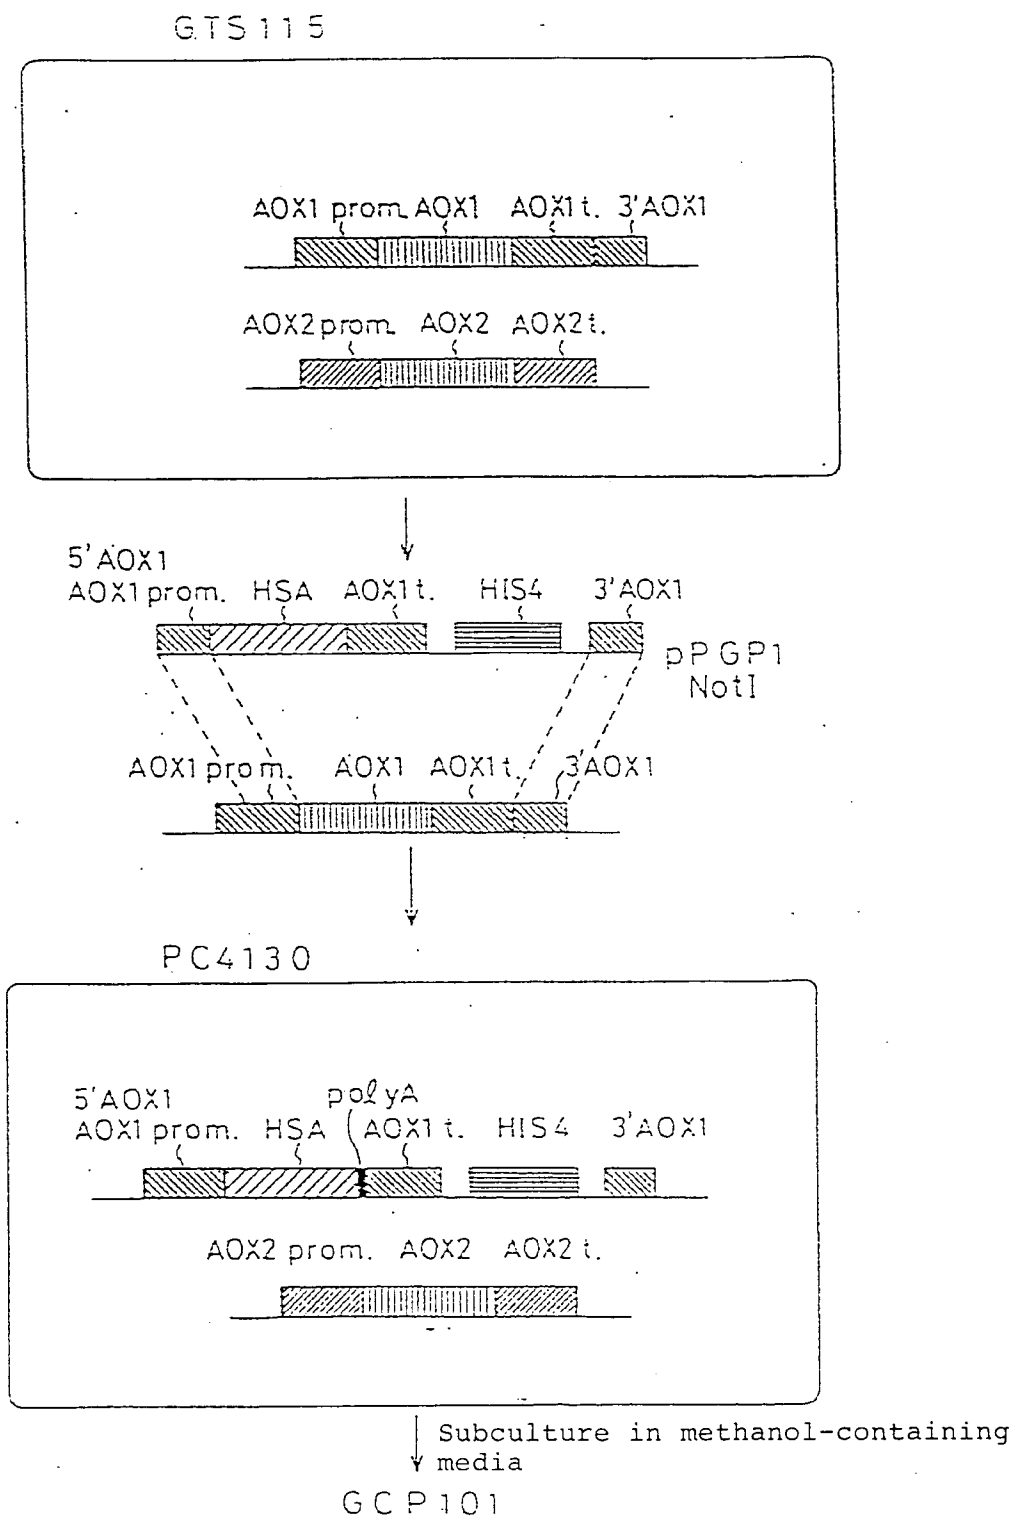 GTS115
AOX1 prom. AOX1 AOX1 t. 3'AOX1
AOX2 prom. AOX2 AOX2 t.
5'AOX1
AOX1 prom. HSA AOX1 t. HIS4 3'AOX1
pPGP1
NotI
AOX1 prom. AOX1 AOX1 t. 3'AOX1
PC4130
5'AOX1 polyA
AOX1 prom. HSA AOX1 t. HIS4 3'AOX1
AOX2 prom. AOX2 AOX2 t.
Subculture in methanol-containing
media
GCP101